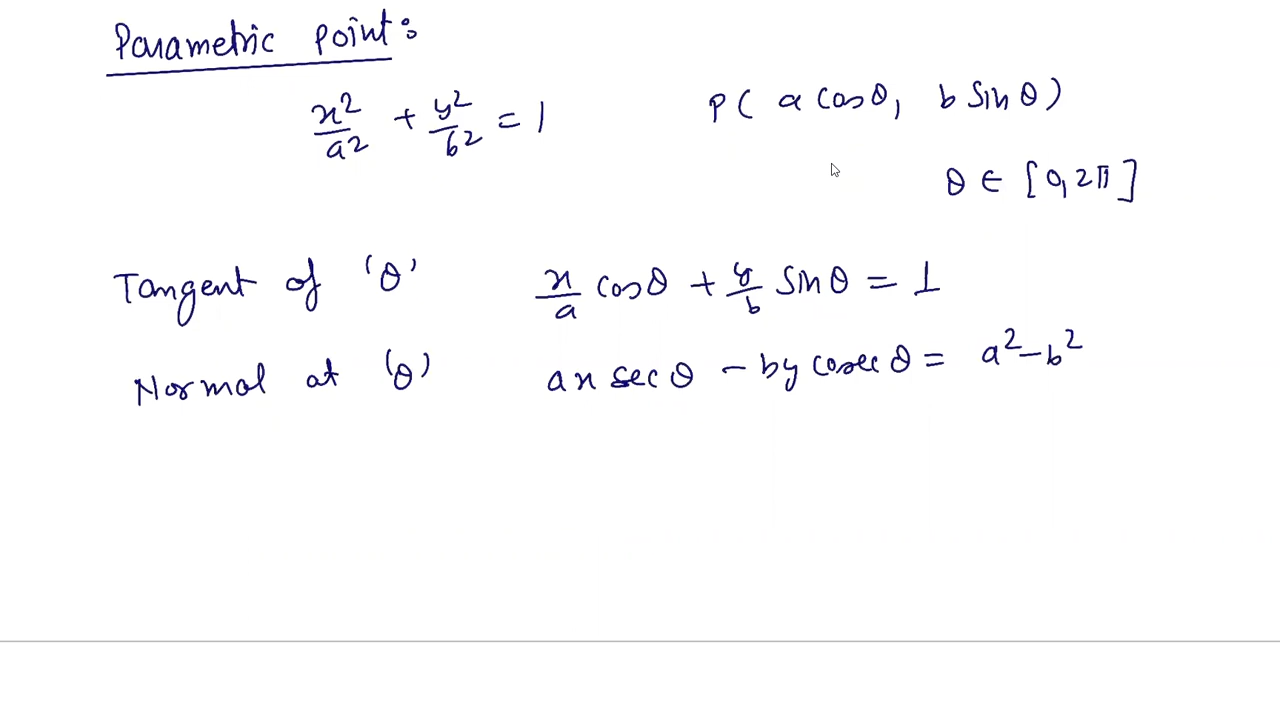 Parametric point:
x²/a² + y²/b² = 1 P( a cosθ, b sinθ)
θ ∈ [0, 2π]
Tangent of 'θ' x/a cosθ + y/b sinθ = 1
Normal at (θ) ax secθ - by cosecθ = a²-b²